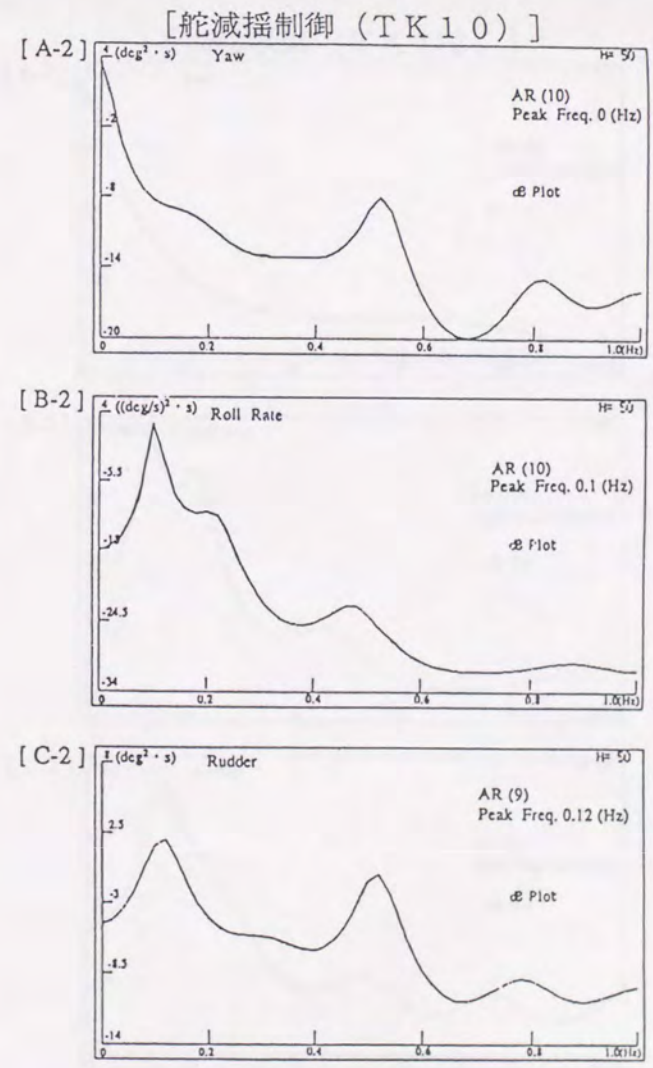 [舵減揺制御（ＴＫ１０）]
[A-2]
4 (deg² · s) Yaw H= 50
AR (10)
Peak Freq. 0 (Hz)
-2
-8 dB Plot
-14
-20
0 0.2 0.4 0.6 0.8 1.0(Hz)
[B-2]
4 ((deg/s)² · s) Roll Rate H= 50
AR (10)
-5.5
Peak Freq. 0.1 (Hz)
dB Plot
-24.5
-34
0 0.2 0.4 0.6 0.8 1.0(Hz)
[C-2]
8 (deg² · s) Rudder H= 50
AR (9)
Peak Freq. 0.12 (Hz)
2.5
-3 dB Plot
-8.5
-14
0 0.2 0.4 0.6 0.8 1.0(Hz)